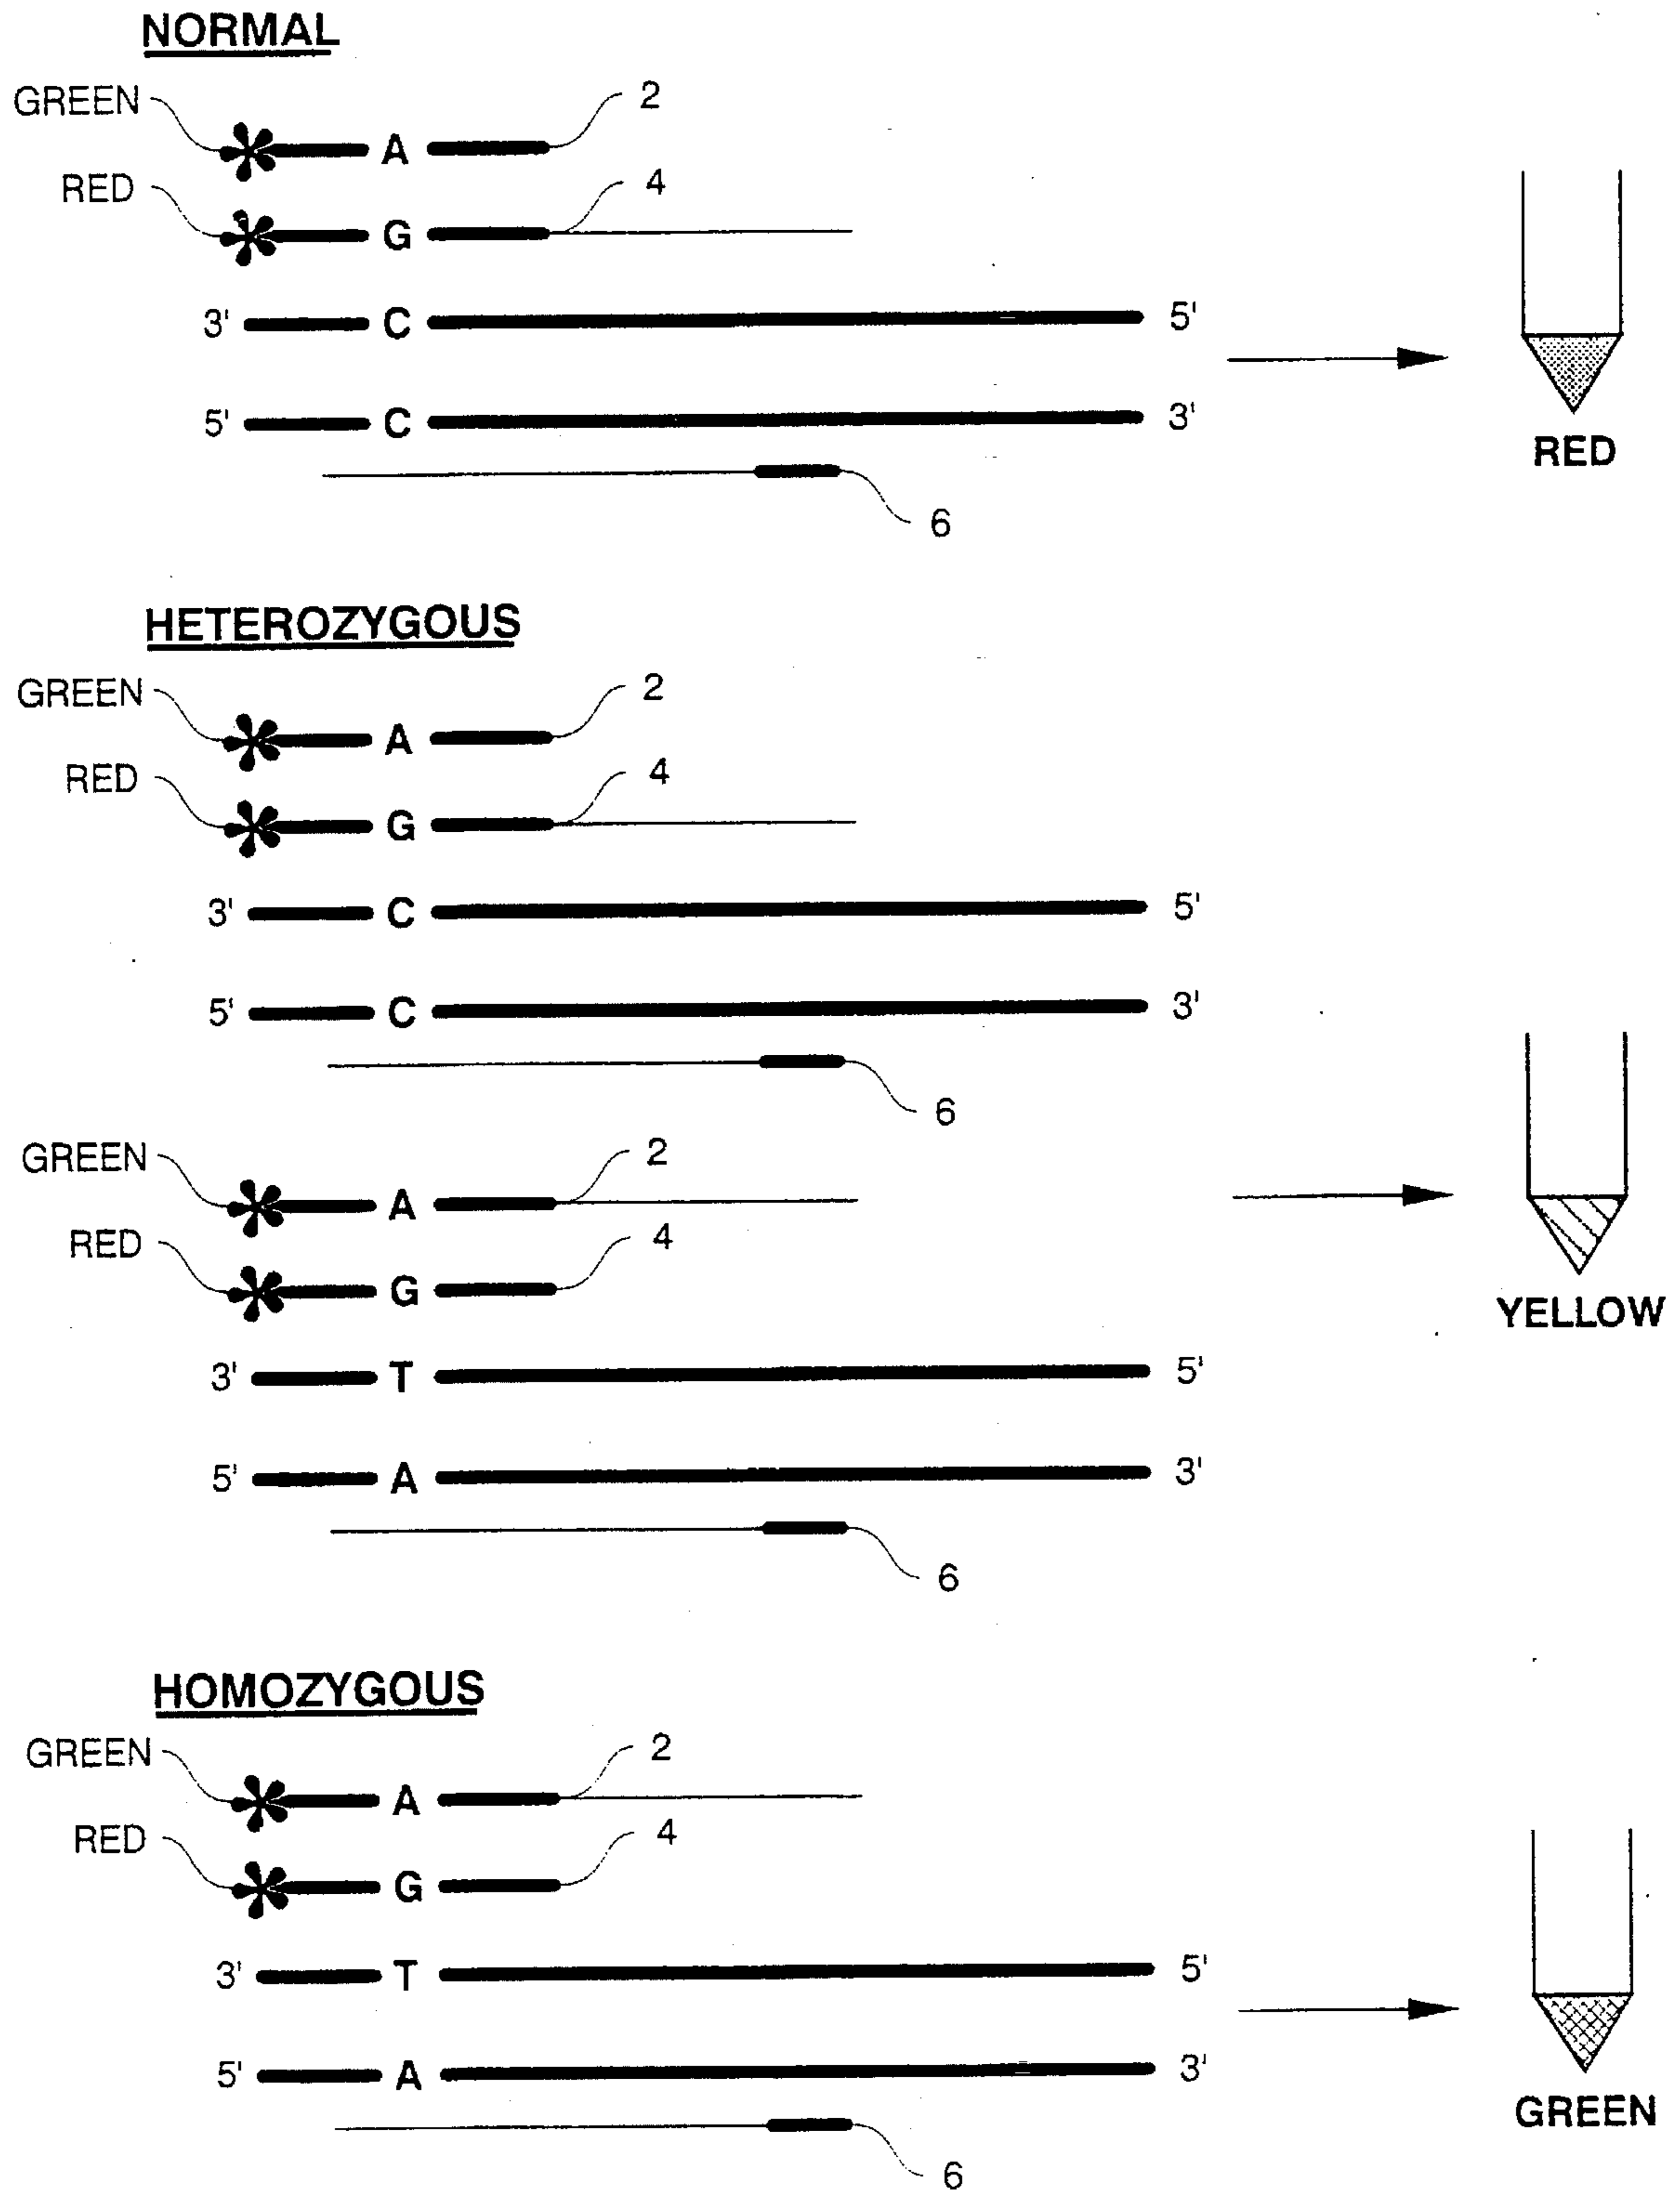 NORMAL
GREEN
A
2
RED
G
4
3' C 5'
5' C 3'
6
RED
HETEROZYGOUS
GREEN
A
2
RED
G
4
3' C 5'
5' C 3'
6
GREEN
A
2
RED
G
4
3' T 5'
5' A 3'
6
YELLOW
HOMOZYGOUS
GREEN
A
2
RED
G
4
3' T 5'
5' A 3'
6
GREEN